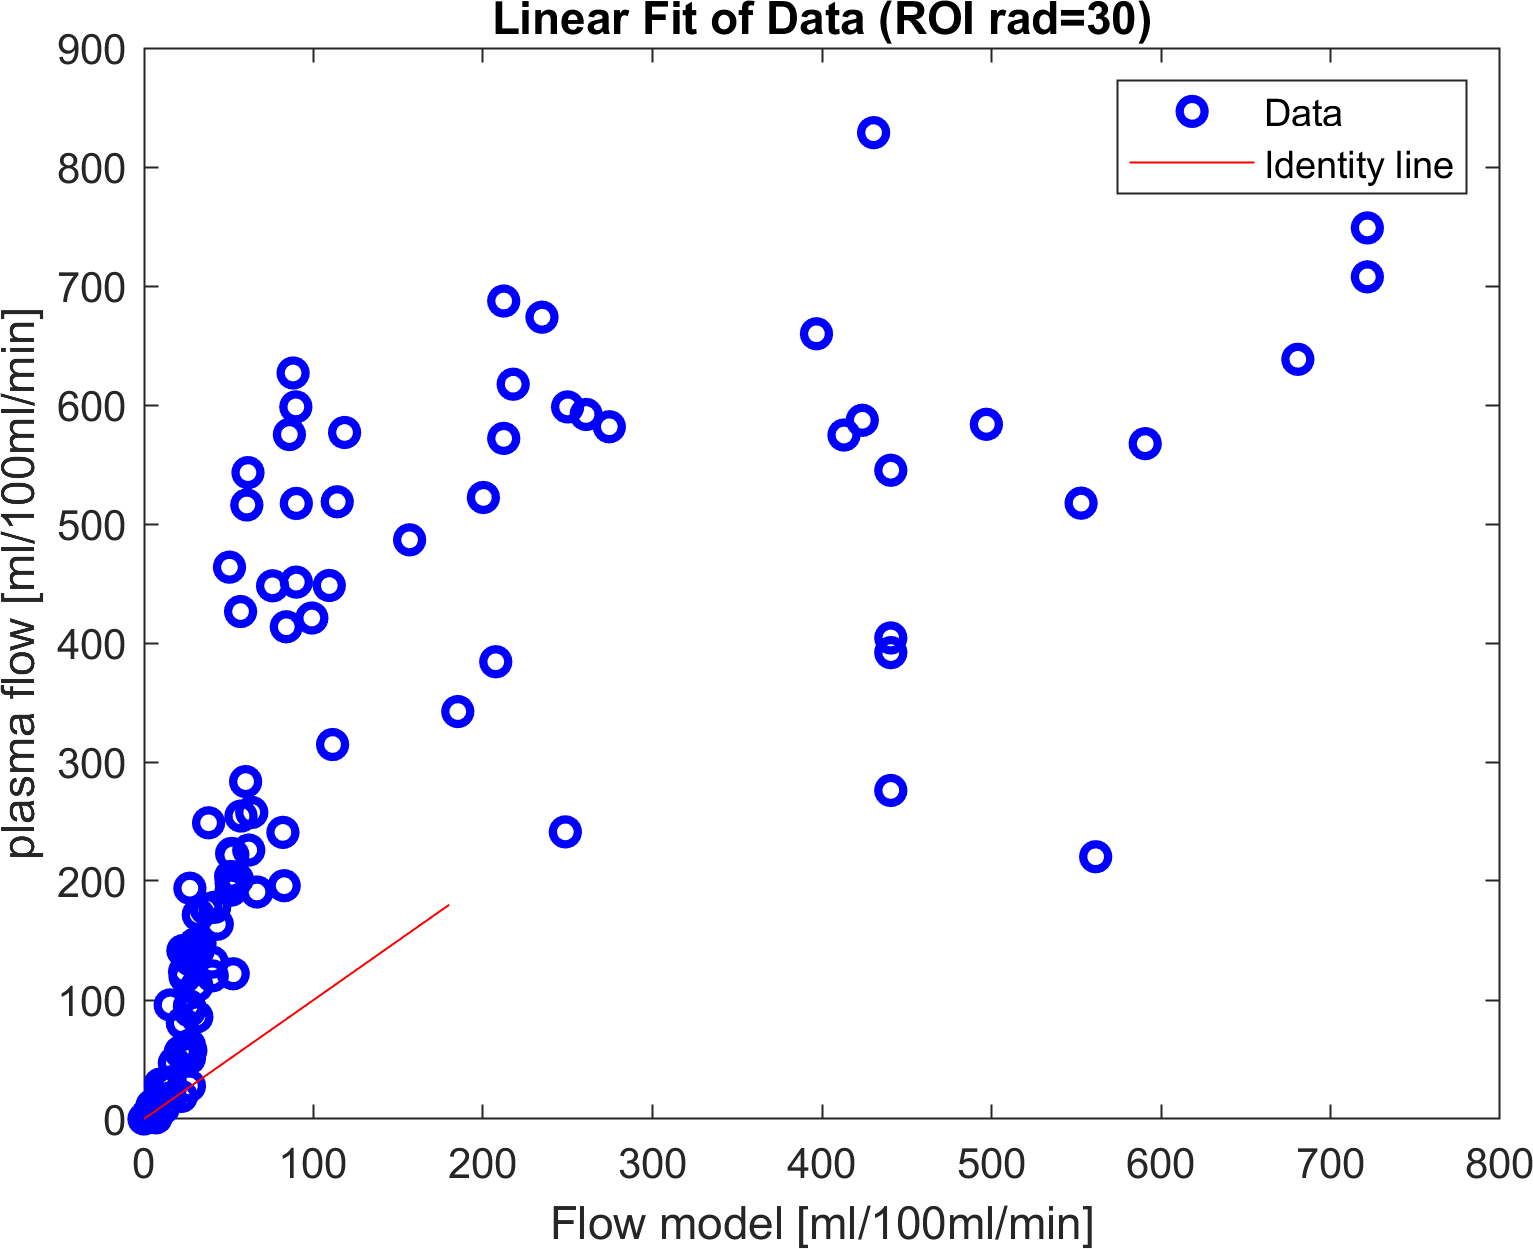 Linear Fit of Data (ROI rad=30)
900
800
700
600
500
400
300
200
100
0
plasma flow [ml/100ml/min]
Data
Identity line
0 100 200 300 400 500 600 700 800
Flow model [ml/100ml/min]